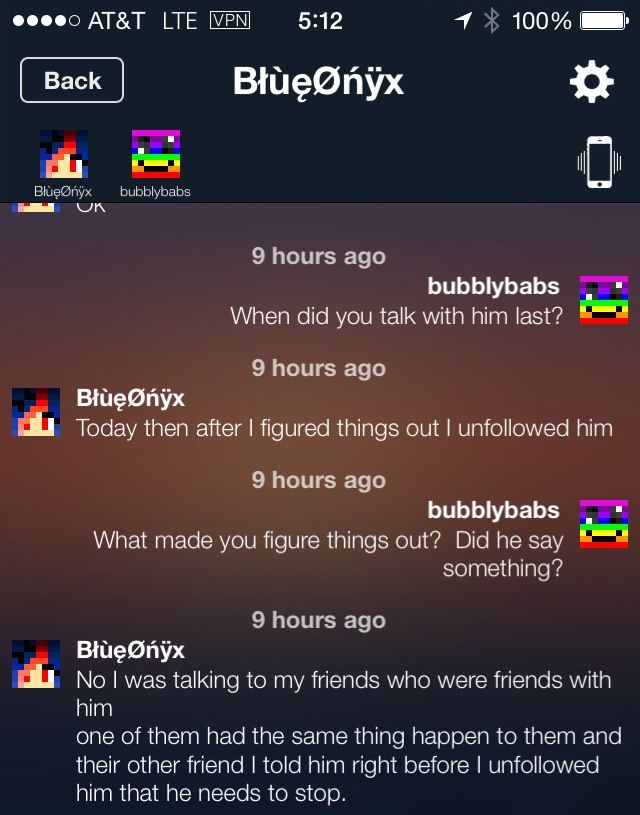 AT&T LTE VPN 5:12 100%
Back BłùęØńÿx
BłùęØńÿx bubblybabs
OK
9 hours ago
bubblybabs
When did you talk with him last?
9 hours ago
BłùęØńÿx
Today then after I figured things out I unfollowed him
9 hours ago
bubblybabs
What made you figure things out?  Did he say
something?
9 hours ago
BłùęØńÿx
No I was talking to my friends who were friends with
him
one of them had the same thing happen to them and
their other friend I told him right before I unfollowed
him that he needs to stop.